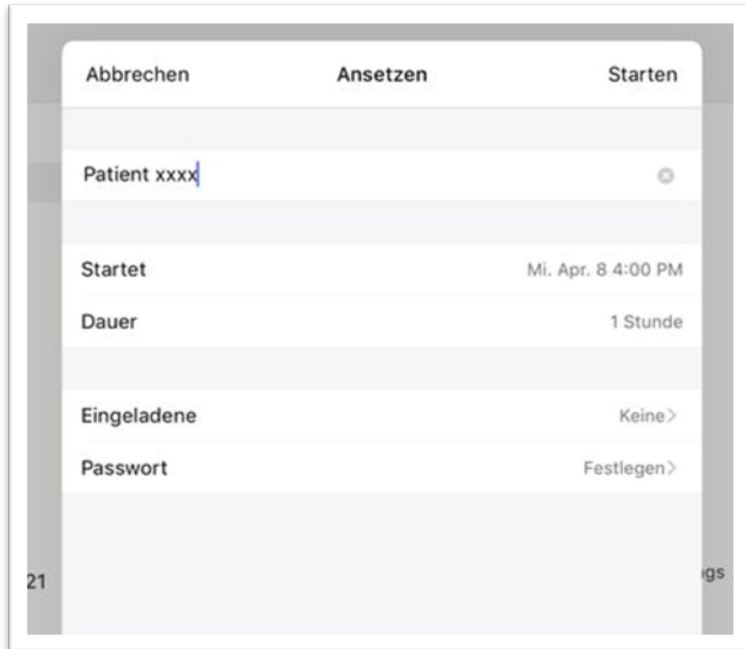 Abbrechen Ansetzen Starten
Patient xxxx
Startet Mi. Apr. 8 4:00 PM
Dauer 1 Stunde
Eingeladene Keine>
Passwort Festlegen>
21
ngs